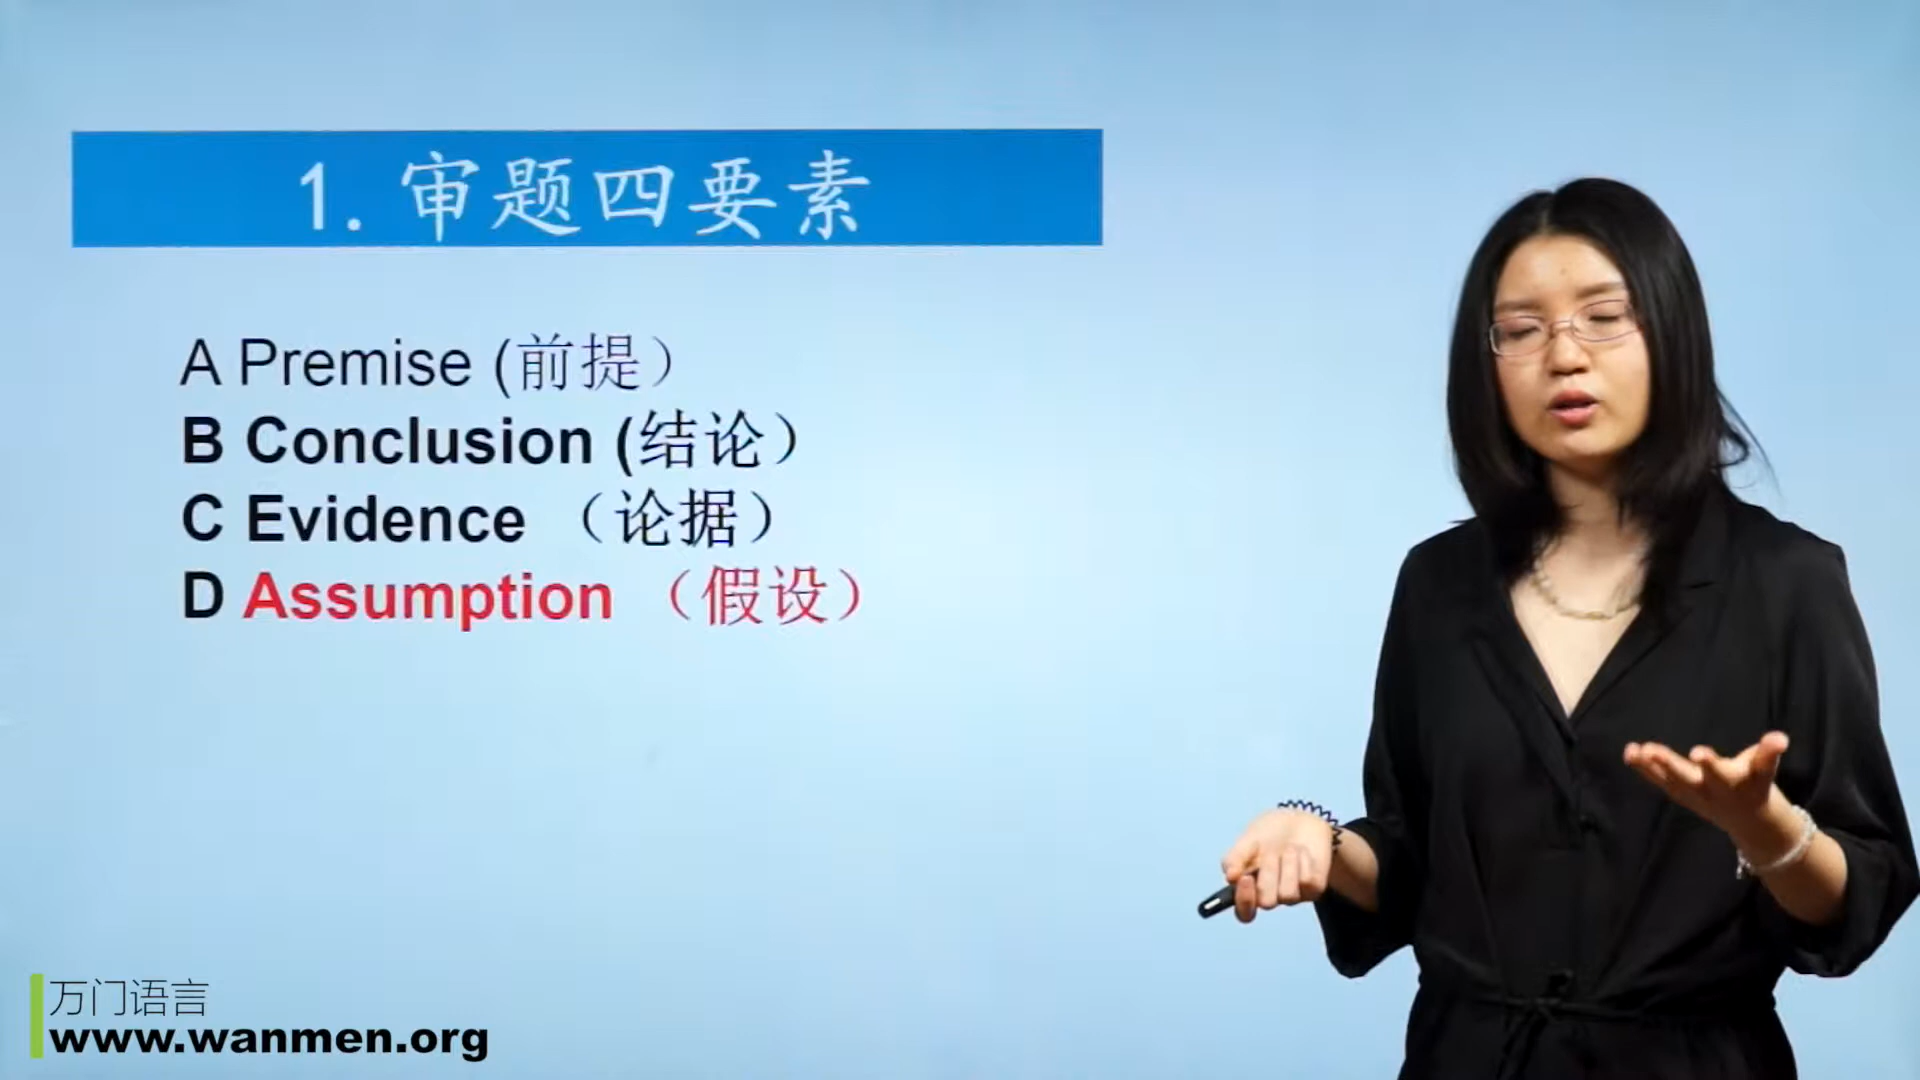 1.审题四要素
A Premise (前提）
B Conclusion (结论）
C Evidence （论据）
D Assumption （假设）
万门语言
www.wanmen.org